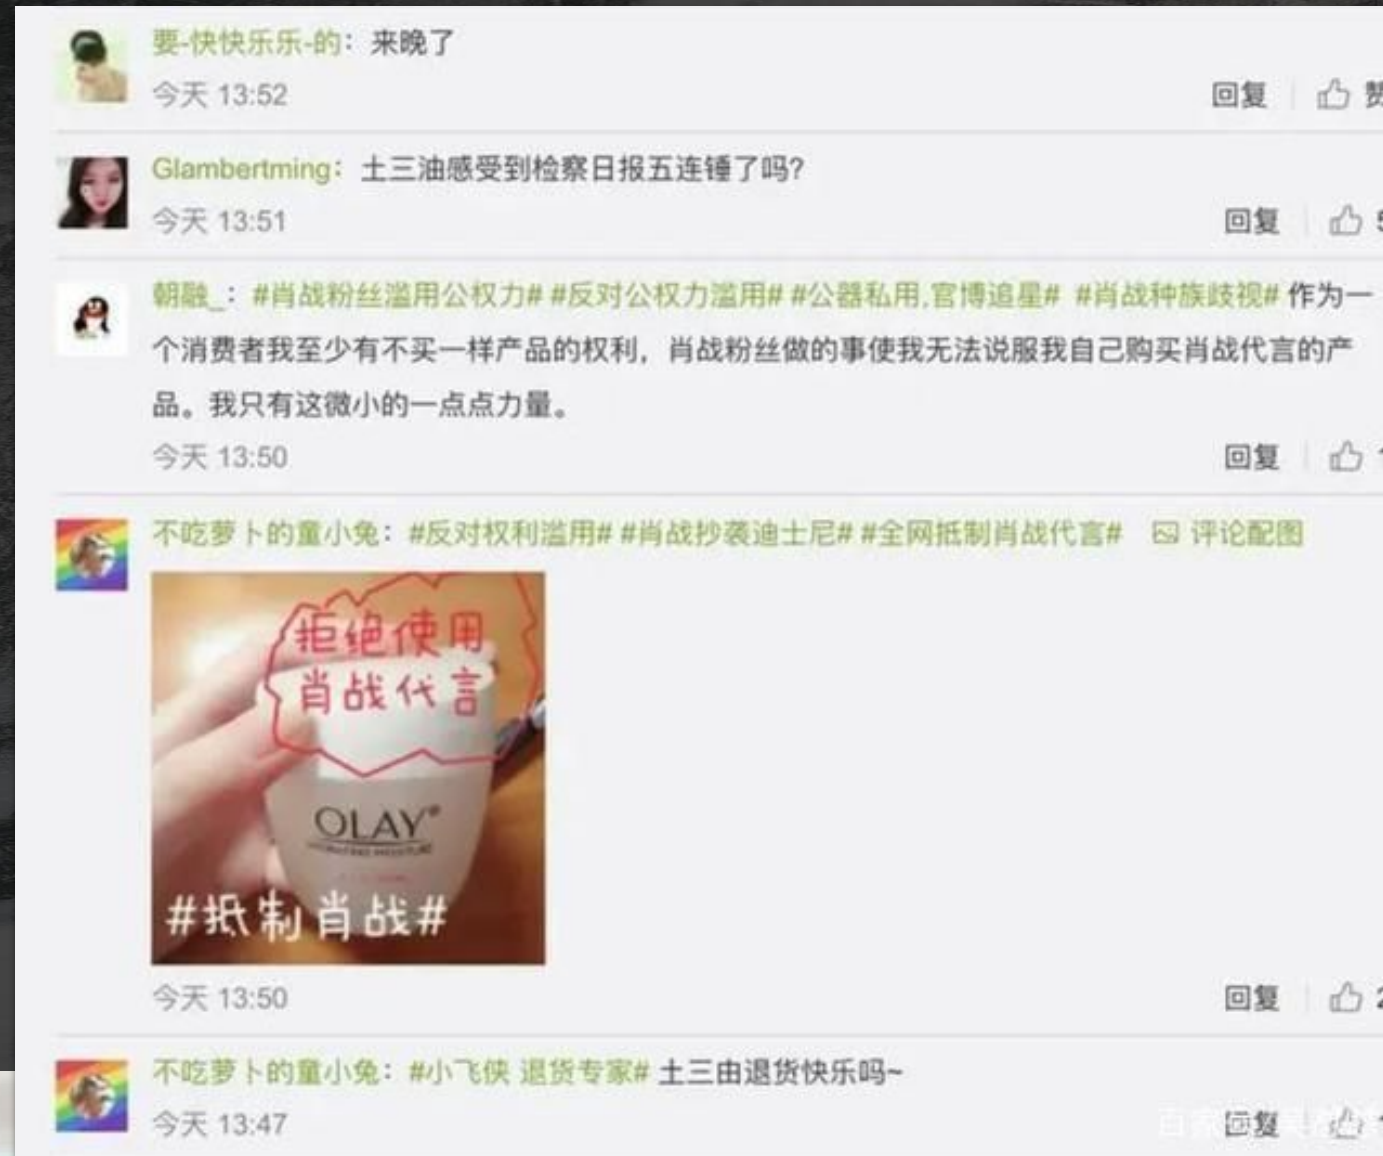 要-快快乐乐-的：来晚了
今天 13:52
回复
赞
Glambertming：土三油感受到检察日报五连锤了吗？
今天 13:51
回复
朝融_：#肖战粉丝滥用公权力# #反对公权力滥用# #公器私用,官博追星# #肖战种族歧视# 作为一
个消费者我至少有不买一样产品的权利，肖战粉丝做的事使我无法说服我自己购买肖战代言的产
品。我只有这微小的一点点力量。
今天 13:50
回复
不吃萝卜的童小兔：#反对权利滥用# #肖战抄袭迪士尼# #全网抵制肖战代言# 评论配图
拒绝使用
肖战代言
OLAY
#抵制肖战#
今天 13:50
回复
不吃萝卜的童小兔：#小飞侠 退货专家# 土三由退货快乐吗~
今天 13:47
回复